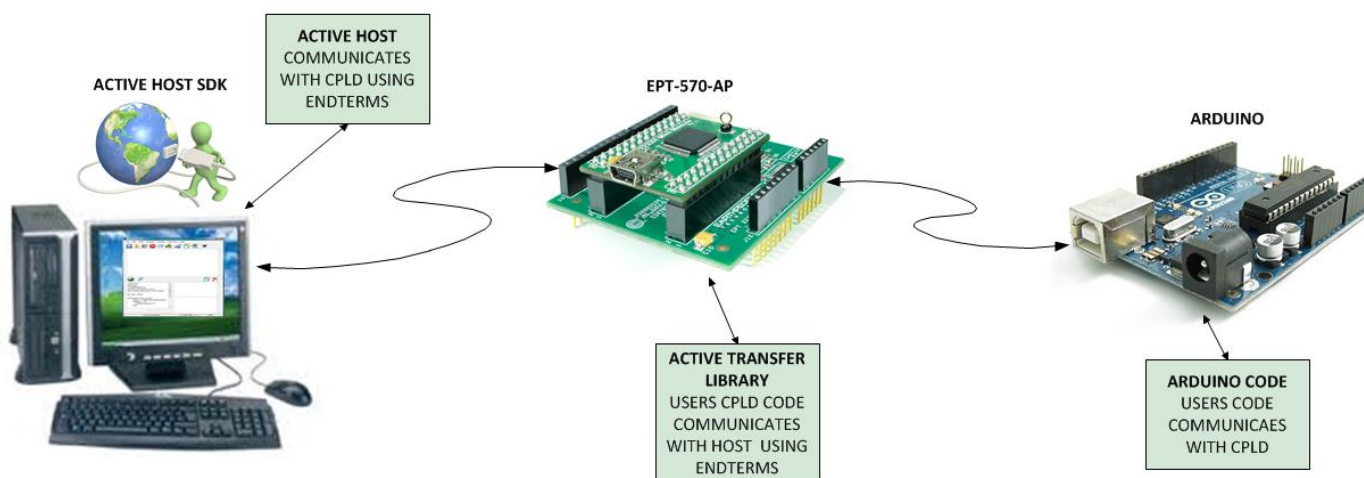 ACTIVE HOST SDK
ACTIVE HOST
COMMUNICATES
WITH CPLD USING
ENDTERMS
EPT-570-AP
ARDUINO
ACTIVE TRANSFER
LIBRARY
USERS CPLD CODE
COMMUNICATES
WITH HOST USING
ENDTERMS
ARDUINO CODE
USERS CODE
COMMUNICAES
WITH CPLD